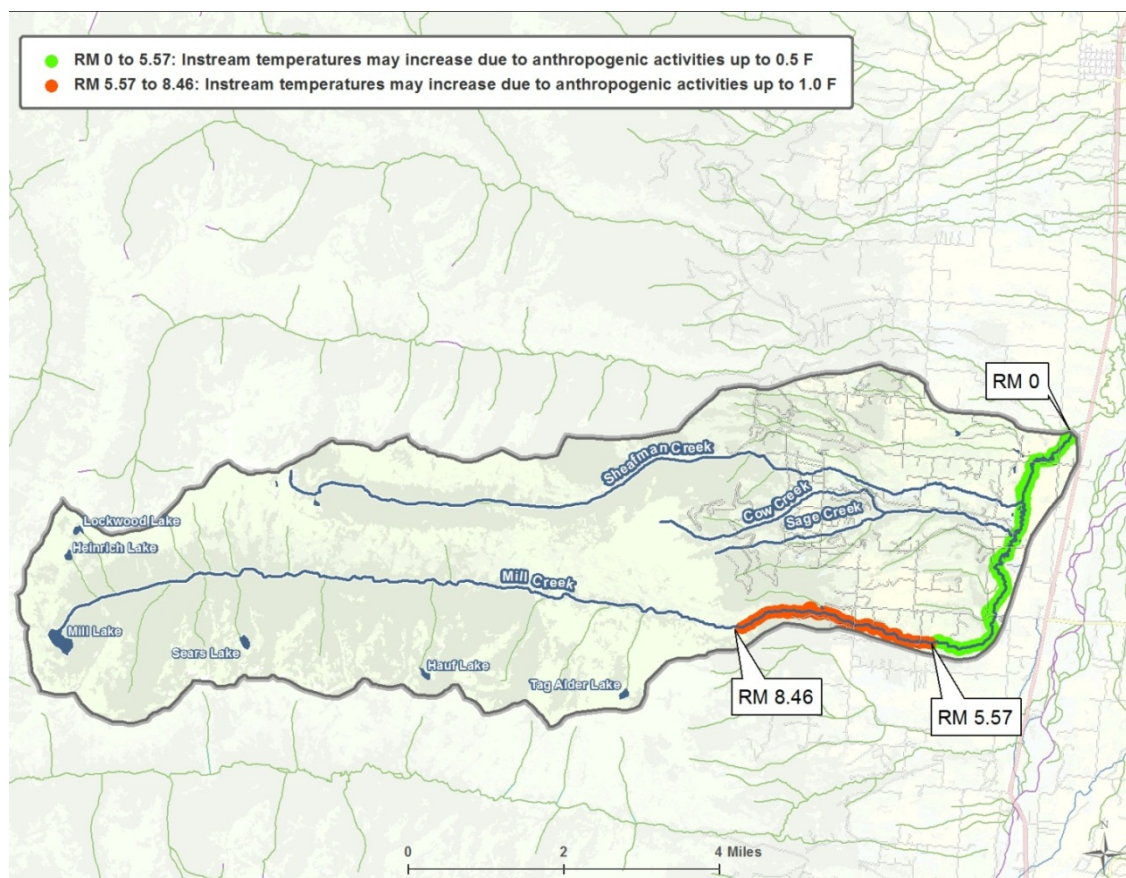 RM 0 to 5.57: Instream temperatures may increase due to anthropogenic activities up to 0.5 F
RM 5.57 to 8.46: Instream temperatures may increase due to anthropogenic activities up to 1.0 F
RM 0
Sheafman Creek
Cow Creek
Sage Creek
Lockwood Lake
Heinrich Lake
Mill Creek
Mill Lake
Sears Lake
Hauf Lake
Tag Alder Lake
RM 8.46
RM 5.57
N
0 2 4 Miles